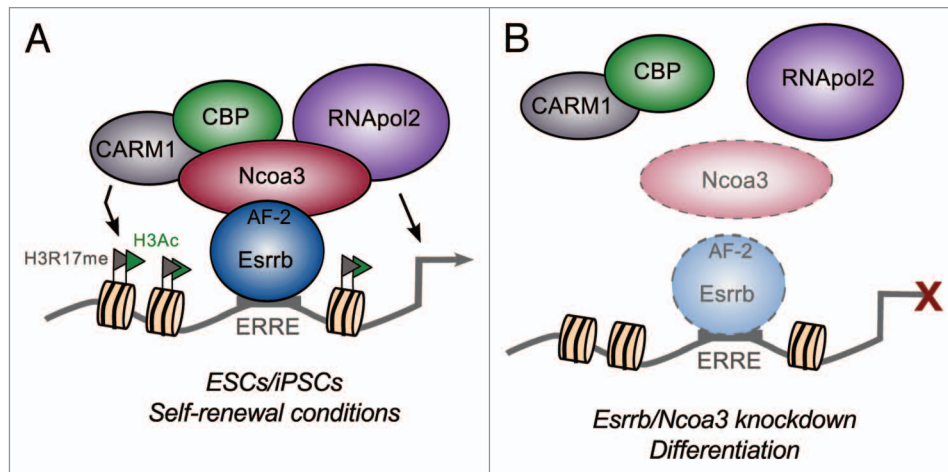 A
CBP
RNApol2
CARM1
Ncoa3
AF-2
H3Ac
H3R17me
Esrrb
ERRE
ESCs/iPSCs
Self-renewal conditions
B
CBP
RNApol2
CARM1
Ncoa3
AF-2
Esrrb
X
ERRE
Esrrb/Ncoa3 knockdown
Differentiation